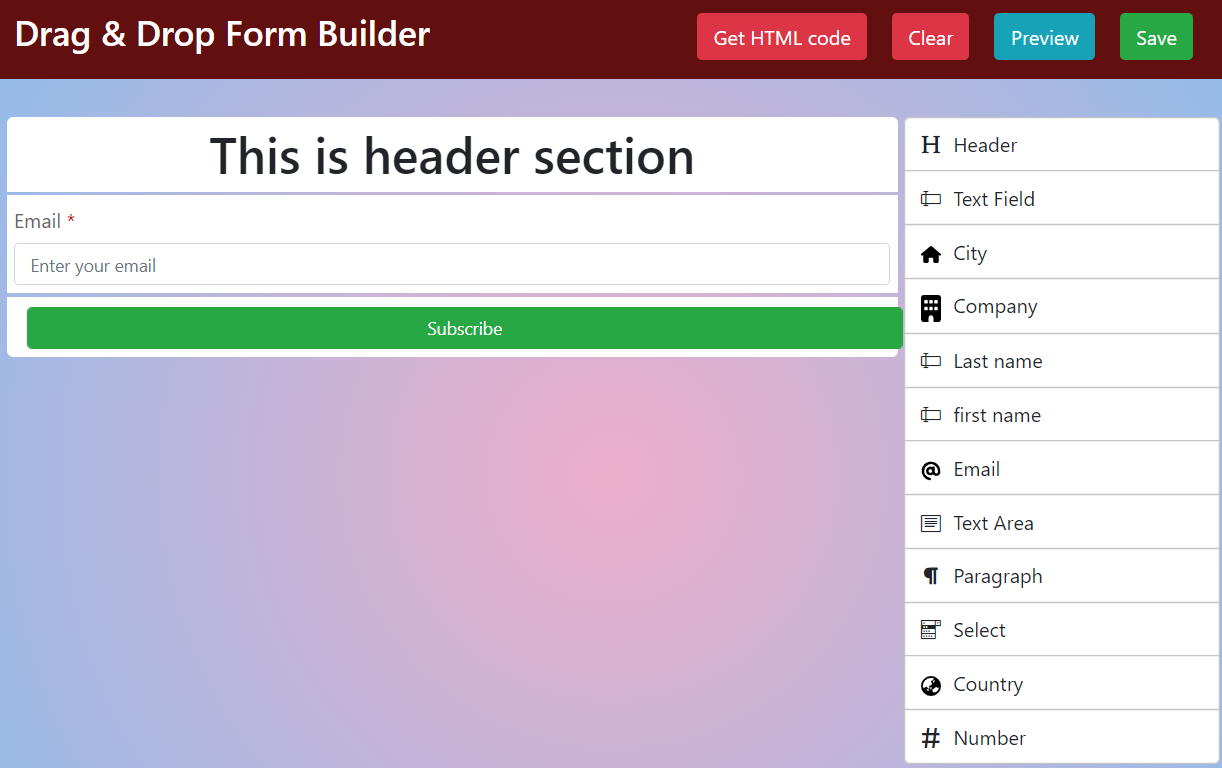 Drag & Drop Form Builder
Get HTML code
Clear
Preview
Save
This is header section
Email *
Enter your email
Subscribe
H Header
Text Field
City
Company
Last name
first name
@ Email
Text Area
¶ Paragraph
Select
Country
# Number